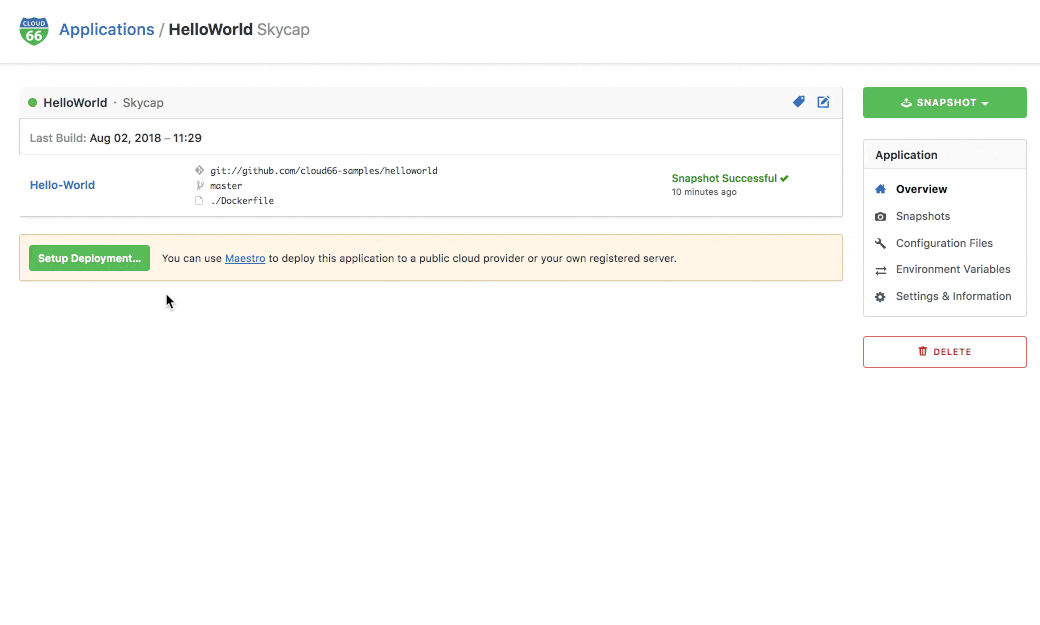 CLOUD
66
Applications / HelloWorld Skycap
HelloWorld · Skycap
Last Build: Aug 02, 2018 – 11:29
Hello-World
git://github.com/cloud66-samples/helloworld
master
./Dockerfile
Snapshot Successful
10 minutes ago
Setup Deployment...
You can use Maestro to deploy this application to a public cloud provider or your own registered server.
SNAPSHOT
Application
Overview
Snapshots
Configuration Files
Environment Variables
Settings & Information
DELETE